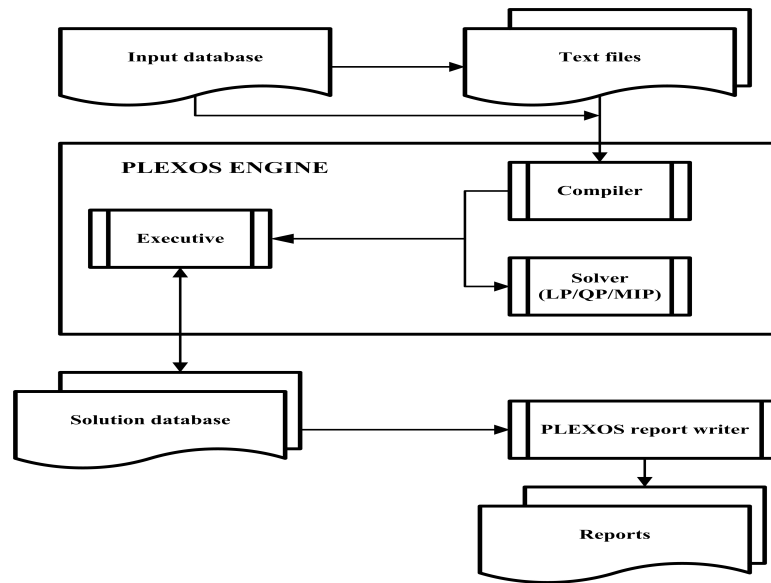 Input database
Text files
PLEXOS ENGINE
Compiler
Executive
Solver
(LP/QP/MIP)
Solution database
PLEXOS report writer
Reports